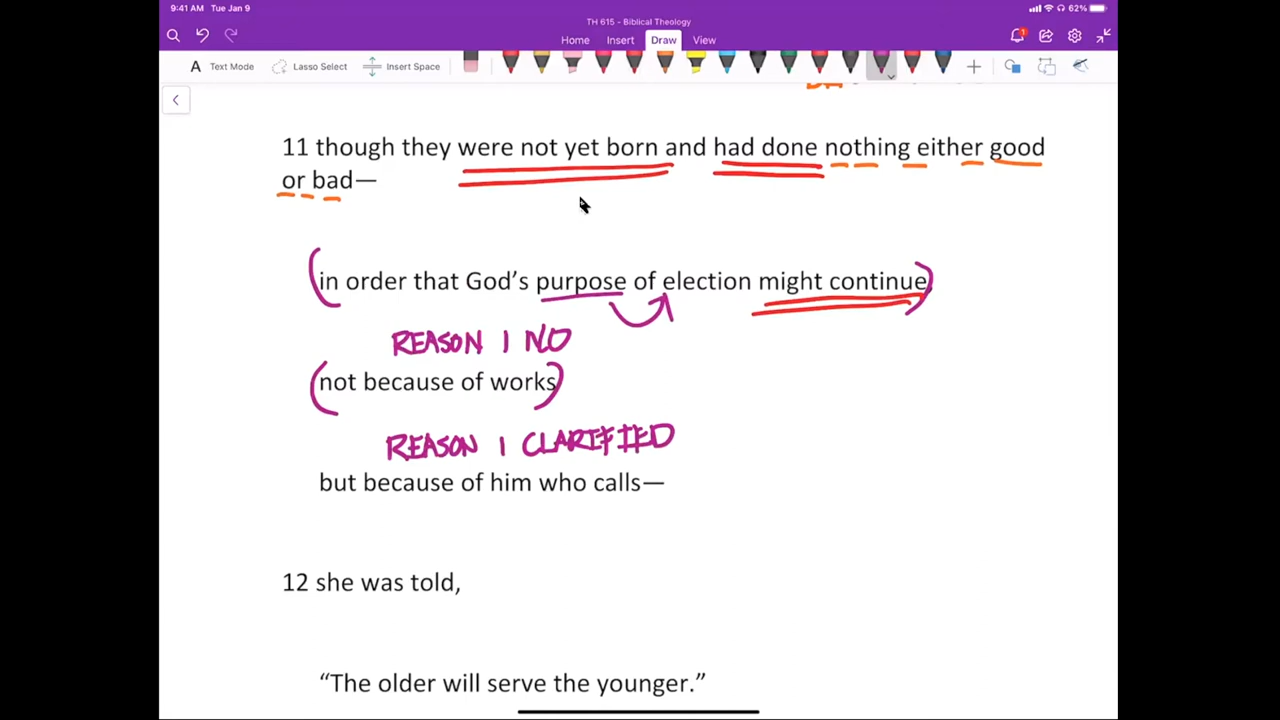 9:41 AM Tue Jan 9
62%
TH 615 - Biblical Theology
Home Insert Draw View
1
A Text Mode Lasso Select Insert Space
11 though they were not yet born and had done nothing either good
or bad—
in order that God's purpose of election might continue,
REASON 1 NO
not because of works
REASON 1 CLARIFIED
but because of him who calls—
12 she was told,
“The older will serve the younger.”